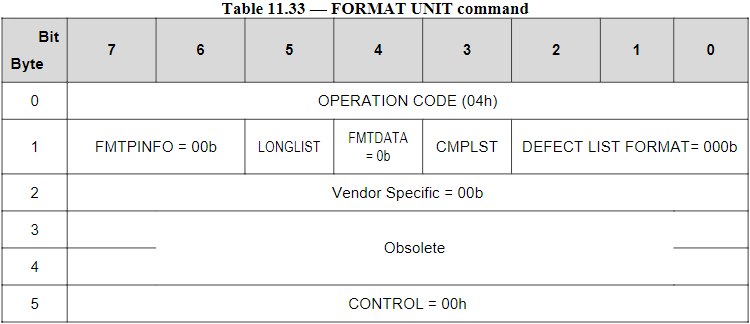 Table 11.33 — FORMAT UNIT command
Bit
Byte
7 6 5 4 3 2 1 0
0 OPERATION CODE (04h)
1 FMTPINFO = 00b LONGLIST FMTDATA = 0b CMPLST DEFECT LIST FORMAT= 000b
2 Vendor Specific = 00b
3
Obsolete
4
5 CONTROL = 00h